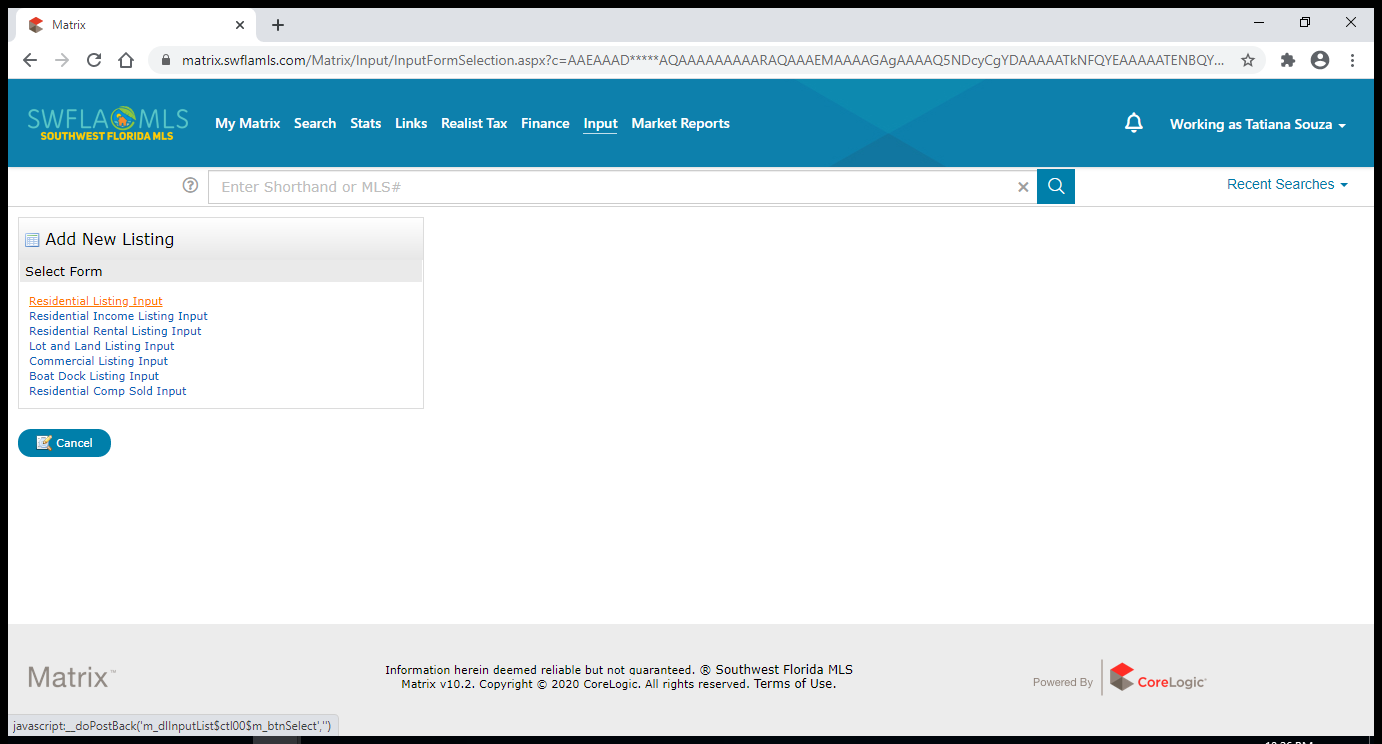 Matrix
matrix.swflamls.com/Matrix/Input/InputFormSelection.aspx?c=AAEAAAD*****AQAAAAAAAAARAQAAAEMAAAAGAgAAAAQ5NDcyCgYDAAAAATkNFQYEAAAAATENBQY...
SWFLA MLS
SOUTHWEST FLORIDA MLS
My Matrix Search Stats Links Realist Tax Finance Input Market Reports
Working as Tatiana Souza
Enter Shorthand or MLS#
Recent Searches
Add New Listing
Select Form
Residential Listing Input
Residential Income Listing Input
Residential Rental Listing Input
Lot and Land Listing Input
Commercial Listing Input
Boat Dock Listing Input
Residential Comp Sold Input
Cancel
Matrix™
Information herein deemed reliable but not guaranteed. ® Southwest Florida MLS
Matrix v10.2. Copyright © 2020 CoreLogic. All rights reserved. Terms of Use.
Powered By
CoreLogic®
javascript:__doPostBack('m_dlInputList$ctl00$m_btnSelect','')